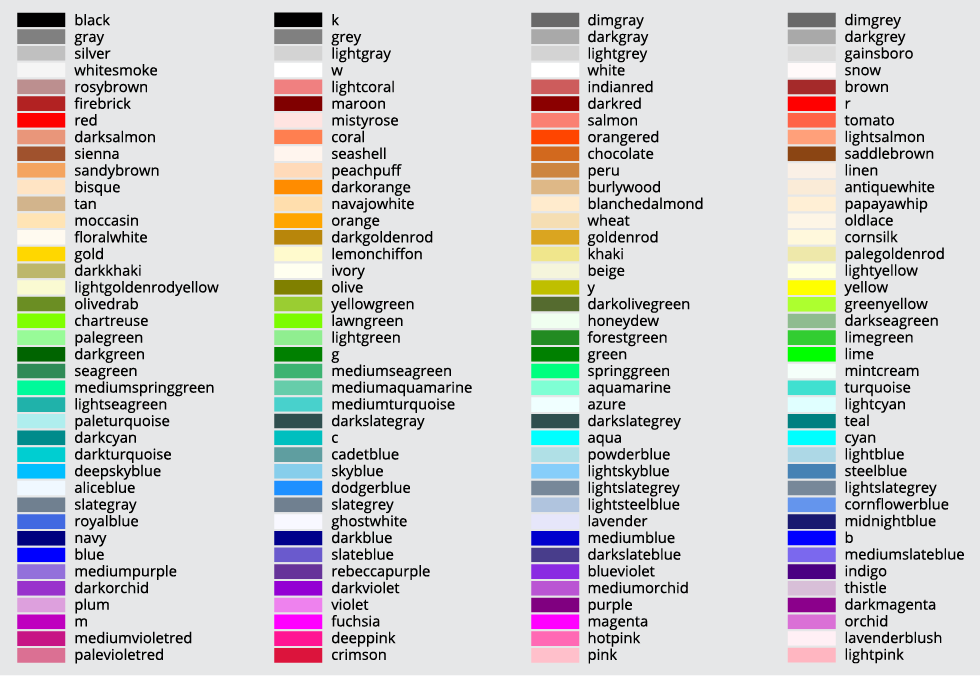 black k dimgray dimgrey
gray grey darkgray darkgrey
silver lightgray lightgrey gainsboro
whitesmoke w white snow
rosybrown lightcoral indianred brown
firebrick maroon darkred r
red mistyrose salmon tomato
darksalmon coral orangered lightsalmon
sienna seashell chocolate saddlebrown
sandybrown peachpuff peru linen
bisque darkorange burlywood antiquewhite
tan navajowhite blanchedalmond papayawhip
moccasin orange wheat oldlace
floralwhite darkgoldenrod goldenrod cornsilk
gold lemonchiffon khaki palegoldenrod
darkkhaki ivory beige lightyellow
lightgoldenrodyellow olive y yellow
olivedrab yellowgreen darkolivegreen greenyellow
chartreuse lawngreen honeydew darkseagreen
palegreen lightgreen forestgreen limegreen
darkgreen g green lime
seagreen mediumseagreen springgreen mintcream
mediumspringgreen mediumaquamarine aquamarine turquoise
lightseagreen mediumturquoise azure lightcyan
paleturquoise darkslategray darkslategrey teal
darkcyan c aqua cyan
darkturquoise cadetblue powderblue lightblue
deepskyblue skyblue lightskyblue steelblue
aliceblue dodgerblue lightslategrey lightslategrey
slategray slategrey lightsteelblue cornflowerblue
royalblue ghostwhite lavender midnightblue
navy darkblue mediumblue b
blue slateblue darkslateblue mediumslateblue
mediumpurple rebeccapurple blueviolet indigo
darkorchid darkviolet mediumorchid thistle
plum violet purple darkmagenta
m fuchsia magenta orchid
mediumvioletred deeppink hotpink lavenderblush
palevioletred crimson pink lightpink